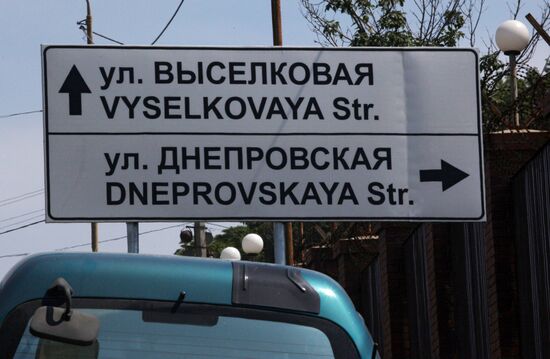 ул. ВЫСЕЛКОВАЯ
VYSELKOVAYA Str.
ул. ДНЕПРОВСКАЯ
DNEPROVSKAYA Str.